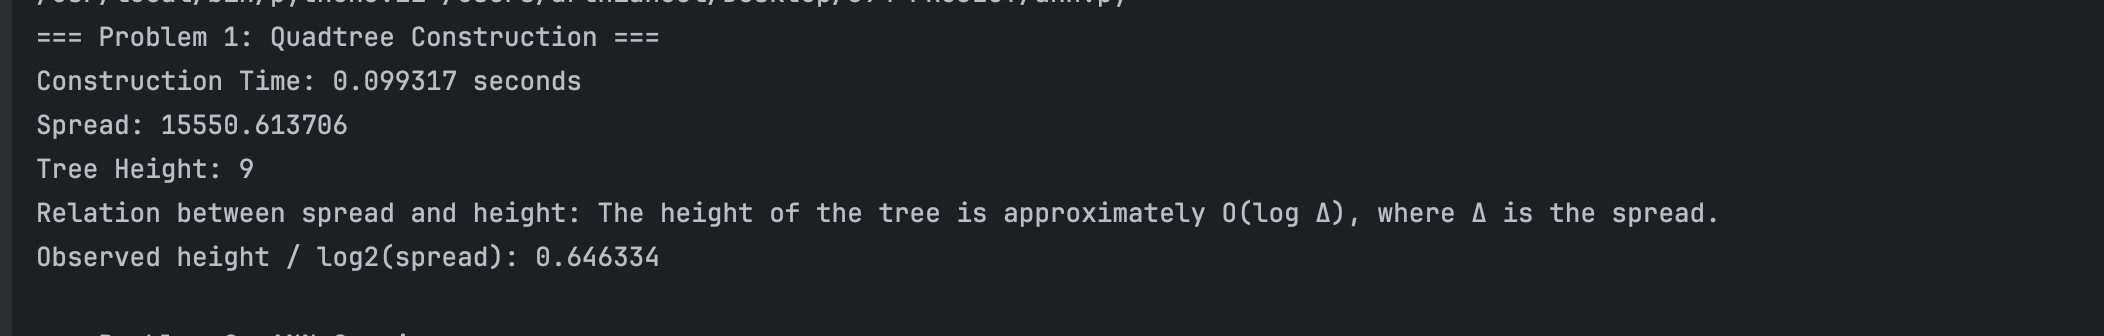 === Problem 1: Quadtree Construction ===
Construction Time: 0.099317 seconds
Spread: 15550.613706
Tree Height: 9
Relation between spread and height: The height of the tree is approximately O(log Δ), where Δ is the spread.
Observed height / log2(spread): 0.646334